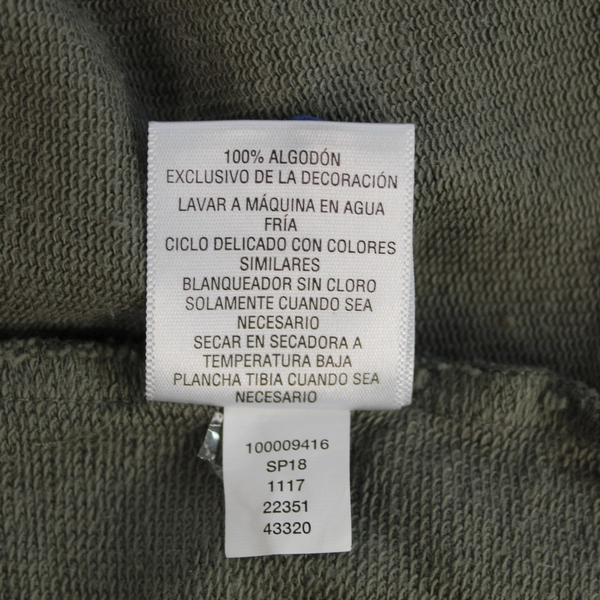 100% ALGODÓN
EXCLUSIVO DE LA DECORACIÓN
LAVAR A MÁQUINA EN AGUA
FRÍA
CICLO DELICADO CON COLORES
SIMILARES
BLANQUEADOR SIN CLORO
SOLAMENTE CUANDO SEA
NECESARIO
SECAR EN SECADORA A
TEMPERATURA BAJA
PLANCHA TIBIA CUANDO SEA
NECESARIO
100009416
SP18
1117
22351
43320